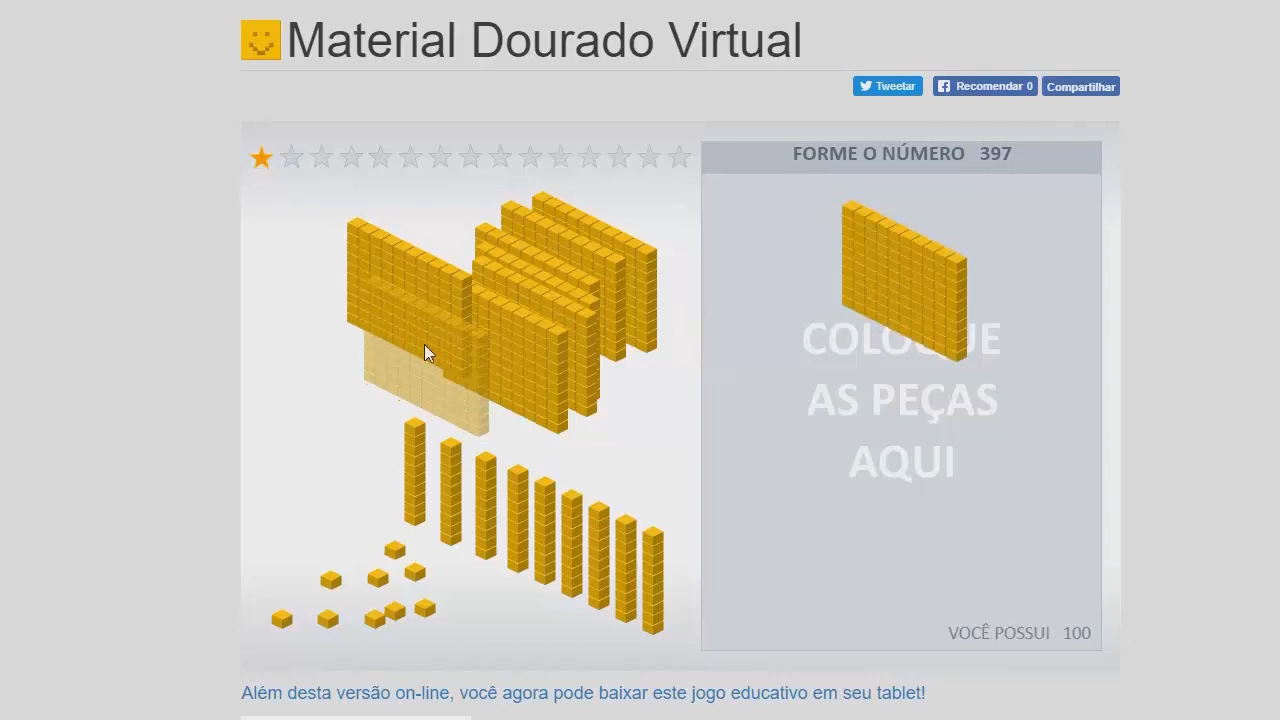 Material Dourado Virtual
Tweetar
Recomendar 0
Compartilhar
FORME O NÚMERO 397
COLOQUE
AS PEÇAS
AQUI
VOCÊ POSSUI 100
Além desta versão on-line, você agora pode baixar este jogo educativo em seu tablet!